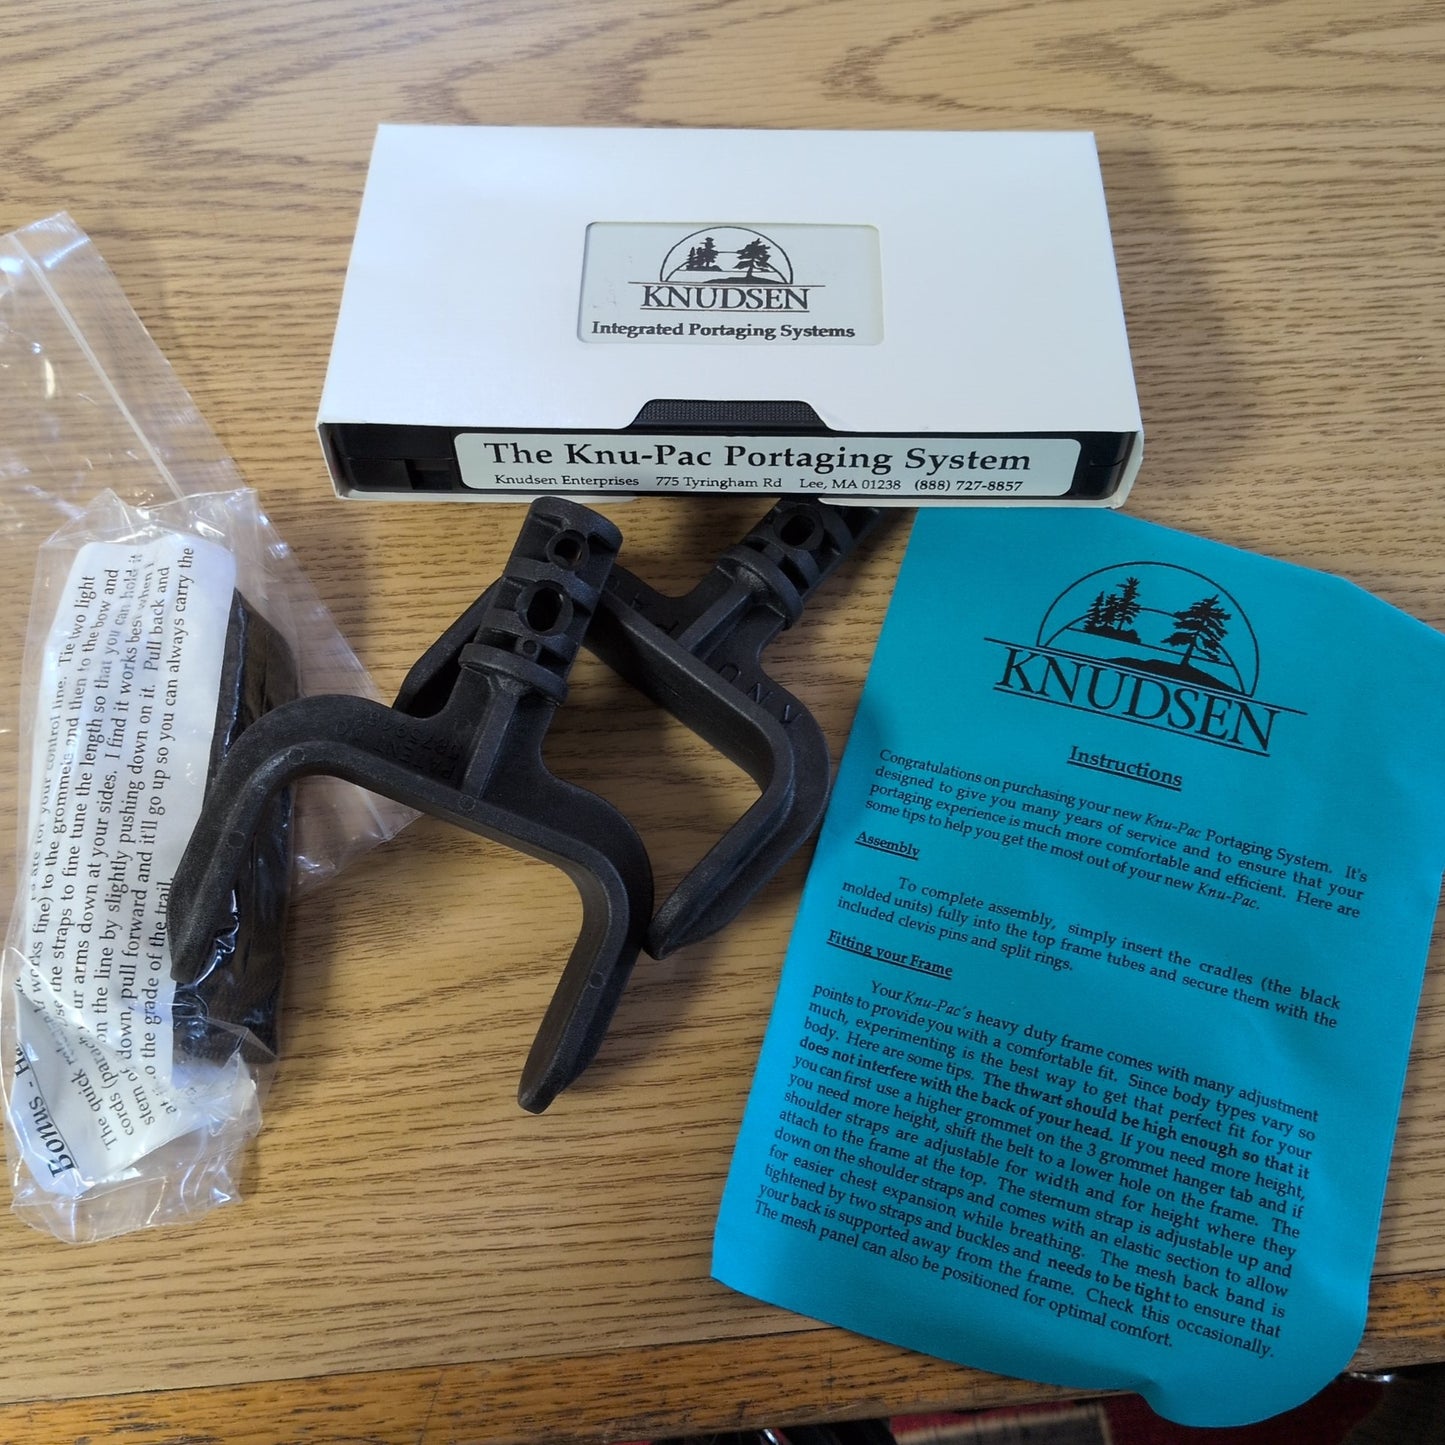 KNUDSEN
Integrated Portaging Systems
The Knu-Pac Portaging System
Knudsen Enterprises 775 Tyringham Rd Lee, MA 01238 (888) 727-8857
Bonus -
The quick
cords (parach
stem of
at it
are for your control line. Tie two light
works fine) to the grommets and then to the bow and
se the straps to fine tune the length so that you can hold it
ur arms down at your sides. I find it works best when I
on the line by slightly pushing down on it. Pull back and
down, pull forward and it'll go up so you can always carry the
o the grade of the trail.
PATENT
KNUDSEN
Instructions
Congratulations on purchasing your new Knu-Pac Portaging System. It's
designed to give you many years of service and to ensure that your
portaging experience is much more comfortable and efficient. Here are
some tips to help you get the most out of your new Knu-Pac.
Assembly
To complete assembly, simply insert the cradles (the black
molded units) fully into the top frame tubes and secure them with the
included clevis pins and split rings.
Fitting your Frame
Your Knu-Pac's heavy duty frame comes with many adjustment
points to provide you with a comfortable fit. Since body types vary so
much, experimenting is the best way to get that perfect fit for your
body. Here are some tips. The thwart should be high enough so that it
does not interfere with the back of your head. If you need more height,
you can first use a higher grommet on the 3 grommet hanger tab and if
you need more height, shift the belt to a lower hole on the frame. The
shoulder straps are adjustable for width and for height where they
attach to the frame at the top. The sternum strap is adjustable up and
down on the shoulder straps and comes with an elastic section to allow
for easier chest expansion while breathing. The mesh back band is
tightened by two straps and buckles and needs to be tight to ensure that
your back is supported away from the frame. Check this occasionally.
The mesh panel can also be positioned for optimal comfort.